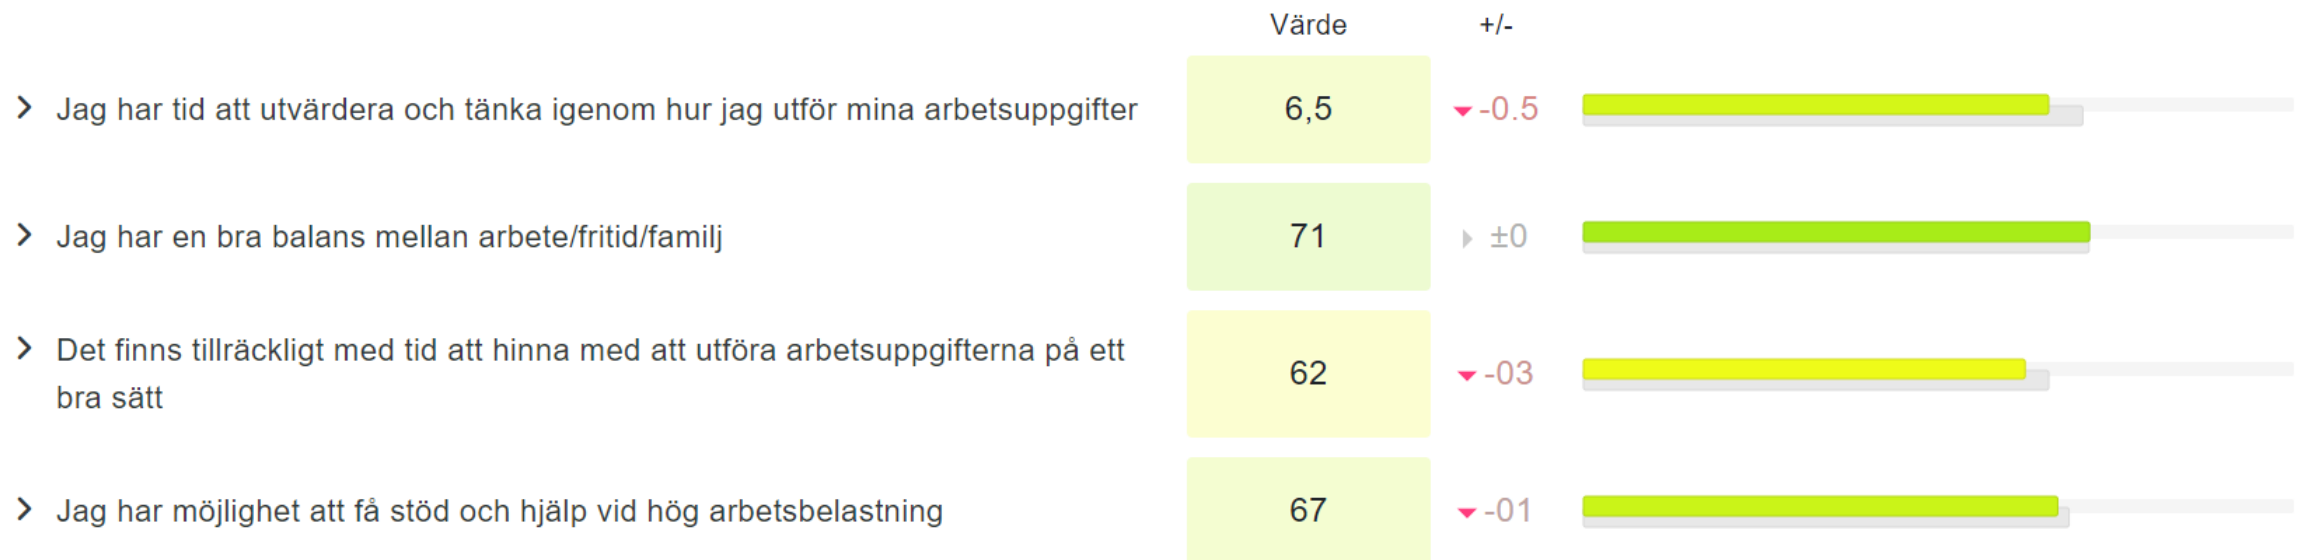 Värde +/-
Jag har tid att utvärdera och tänka igenom hur jag utför mina arbetsuppgifter 6,5 -0.5
Jag har en bra balans mellan arbete/fritid/familj 71 ±0
Det finns tillräckligt med tid att hinna med att utföra arbetsuppgifterna på ett
bra sätt 62 -03
Jag har möjlighet att få stöd och hjälp vid hög arbetsbelastning 67 -01